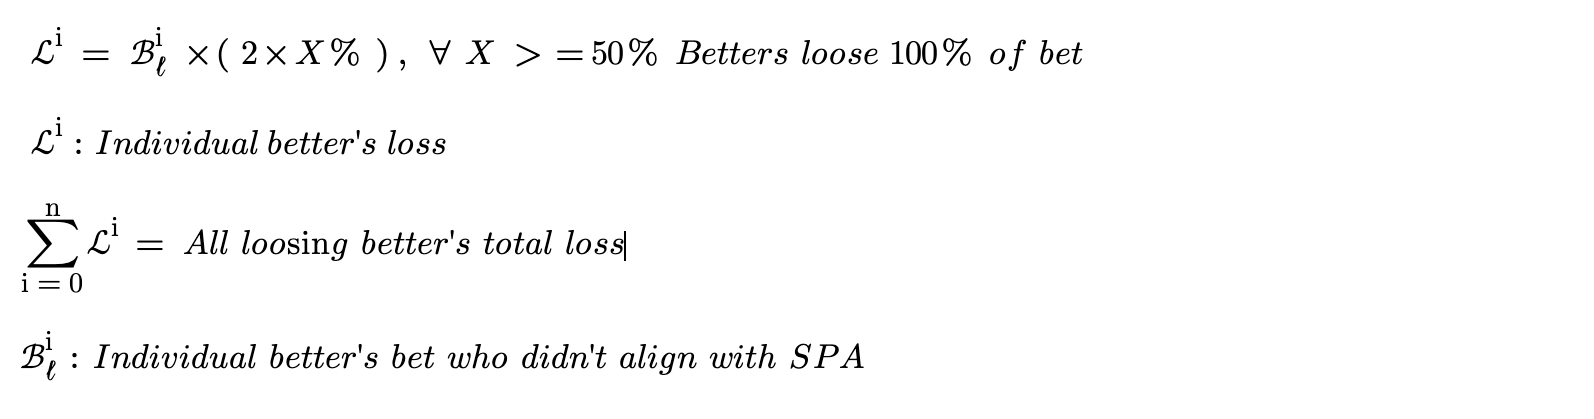 ℒⁱ = ℬℓⁱ ×( 2×X% ), ∀ X >=50% Betters loose 100% of bet
ℒⁱ : Individual better's loss
n
∑ℒⁱ = All loosing better's total loss
i=0
ℬℓⁱ : Individual better's bet who didn't align with SPA